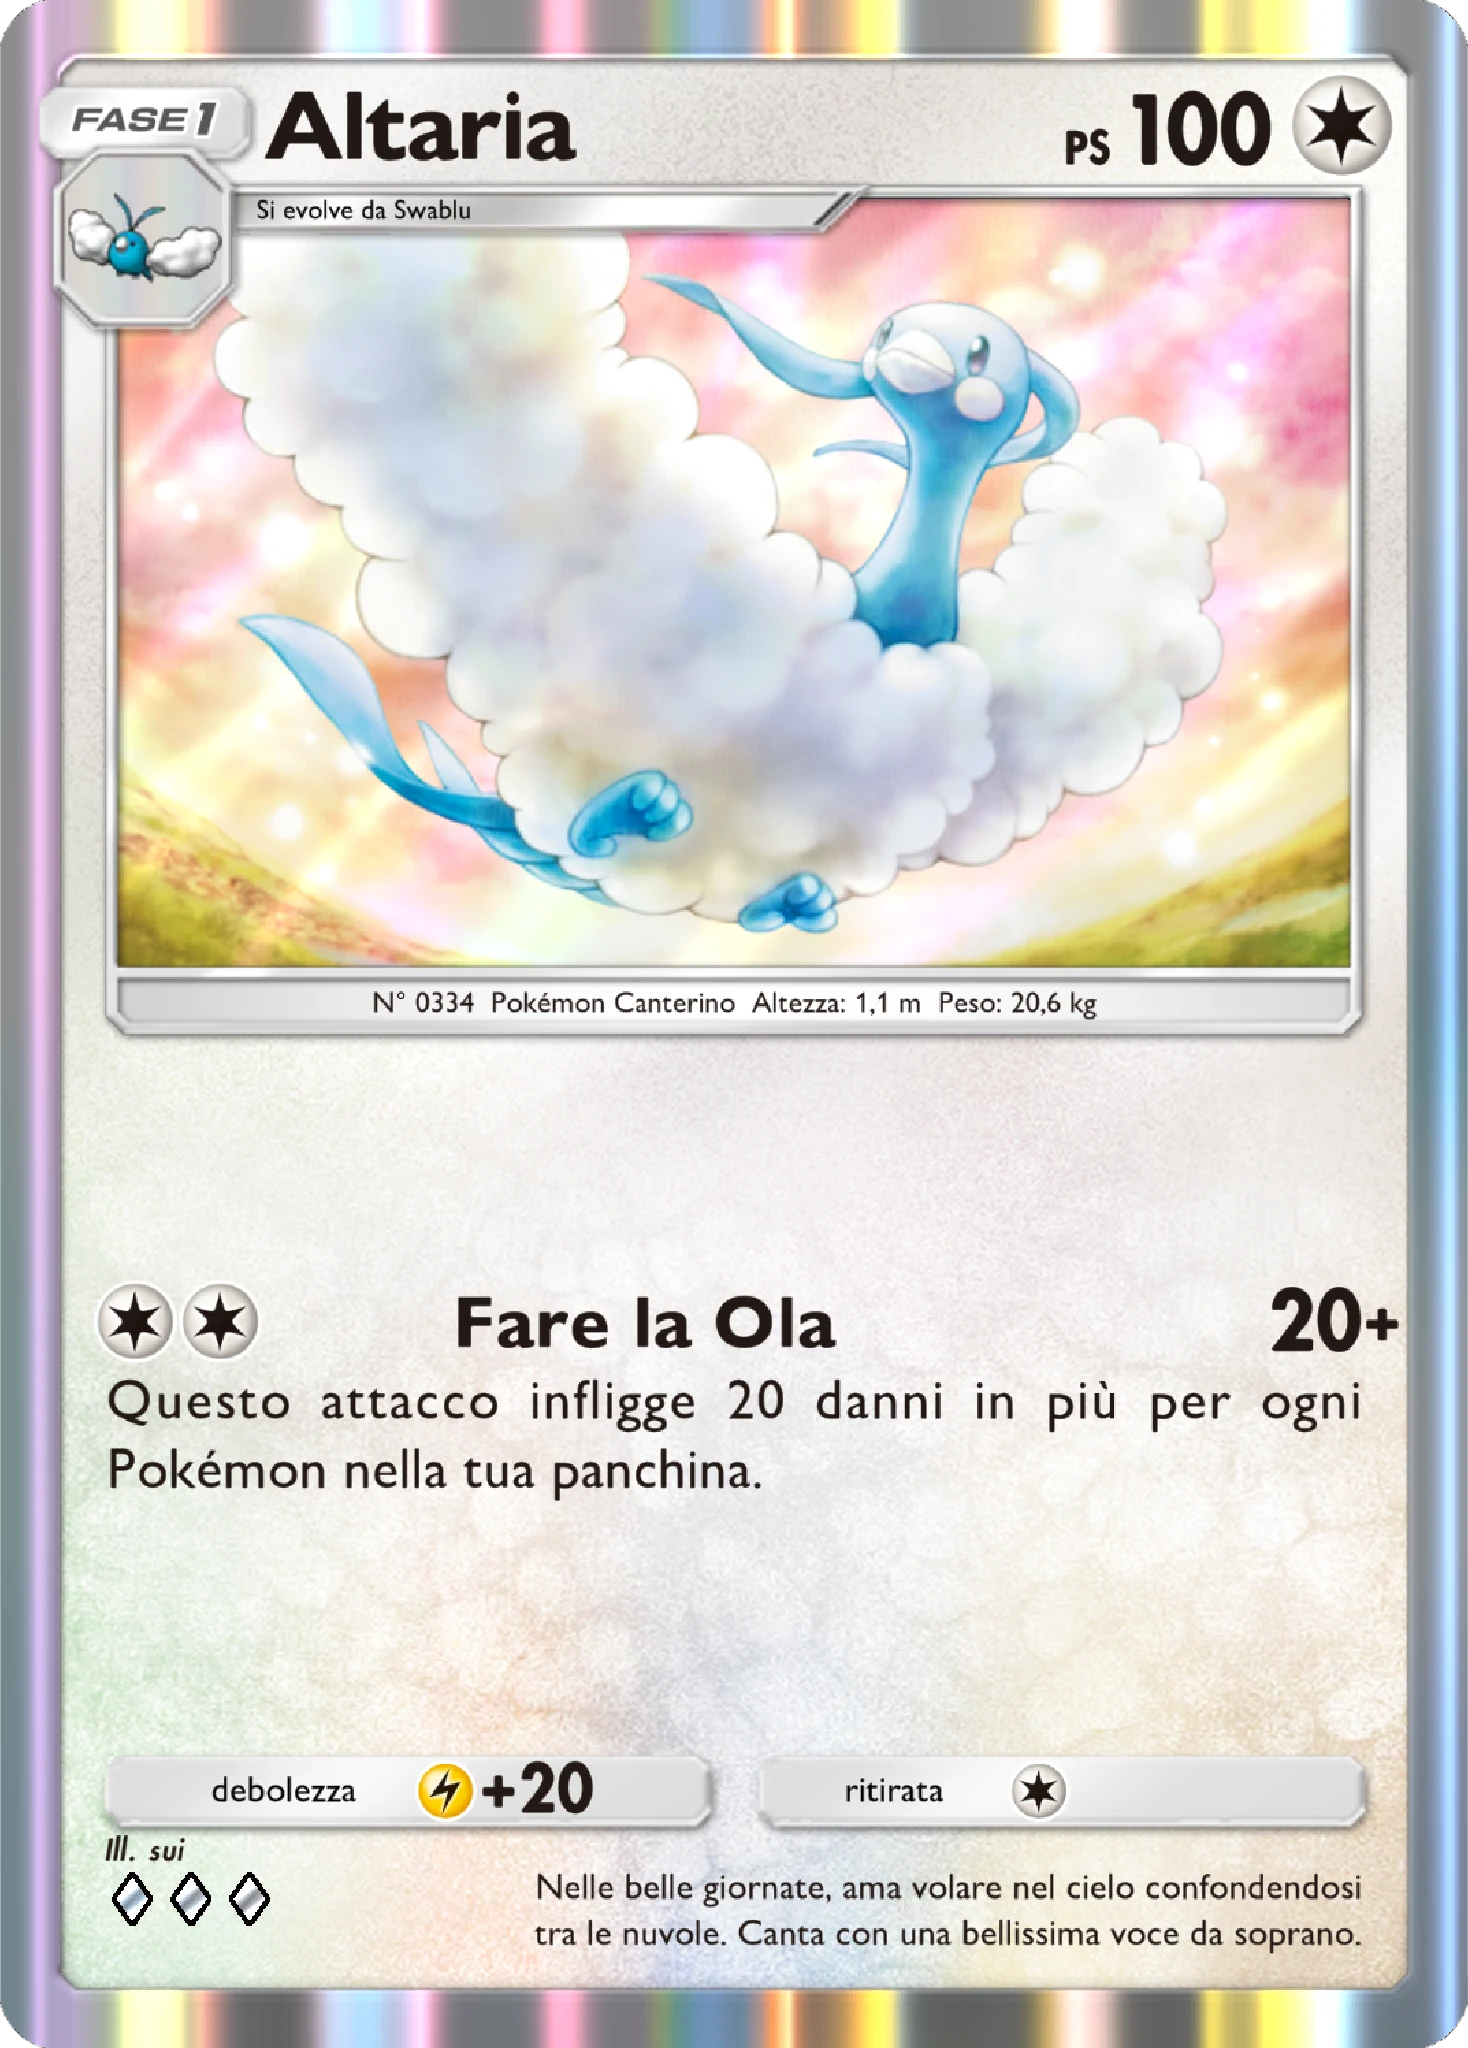 FASE 1
Altaria
PS 100
Si evolve da Swablu
N° 0334 Pokémon Canterino Altezza: 1,1 m Peso: 20,6 kg
Fare la Ola 20+
Questo attacco infligge 20 danni in più per ogni
Pokémon nella tua panchina.
debolezza +20
ritirata
Ill. sui
Nelle belle giornate, ama volare nel cielo confondendosi
tra le nuvole. Canta con una bellissima voce da soprano.